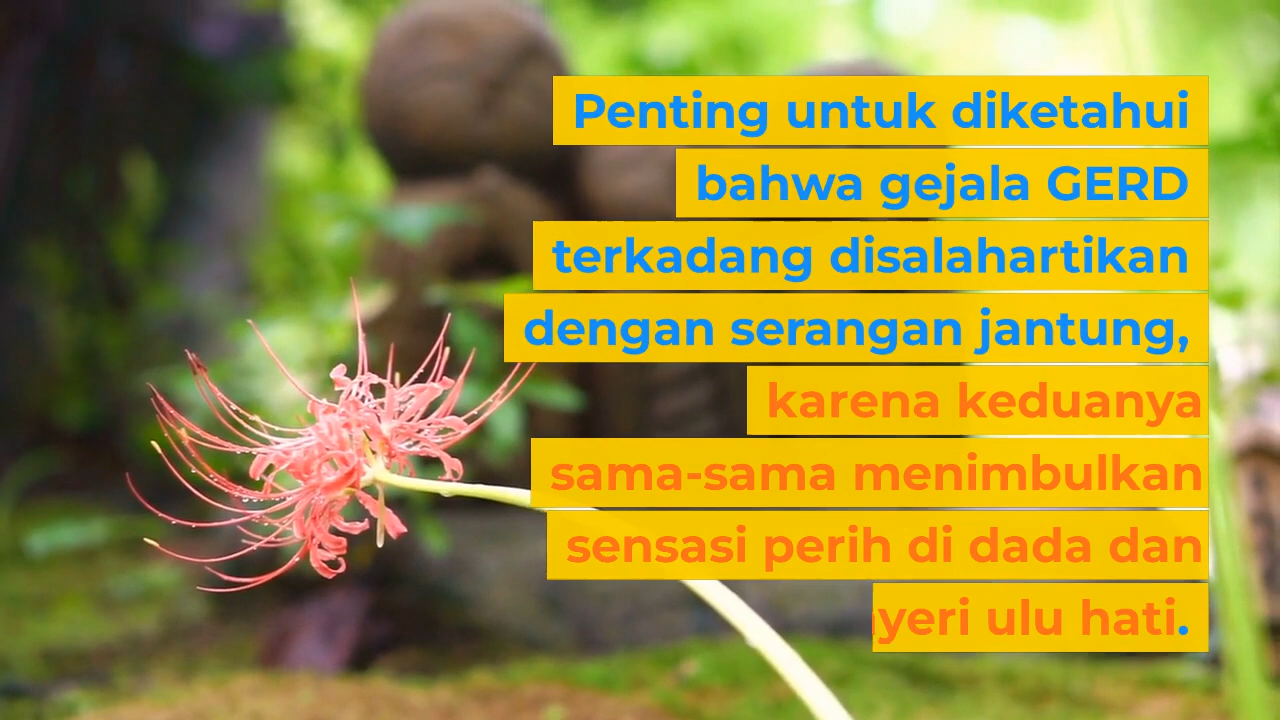 Penting untuk diketahui
bahwa gejala GERD
terkadang disalahartikan
dengan serangan jantung,
karena keduanya
sama-sama menimbulkan
sensasi perih di dada dan
nyeri ulu hati.